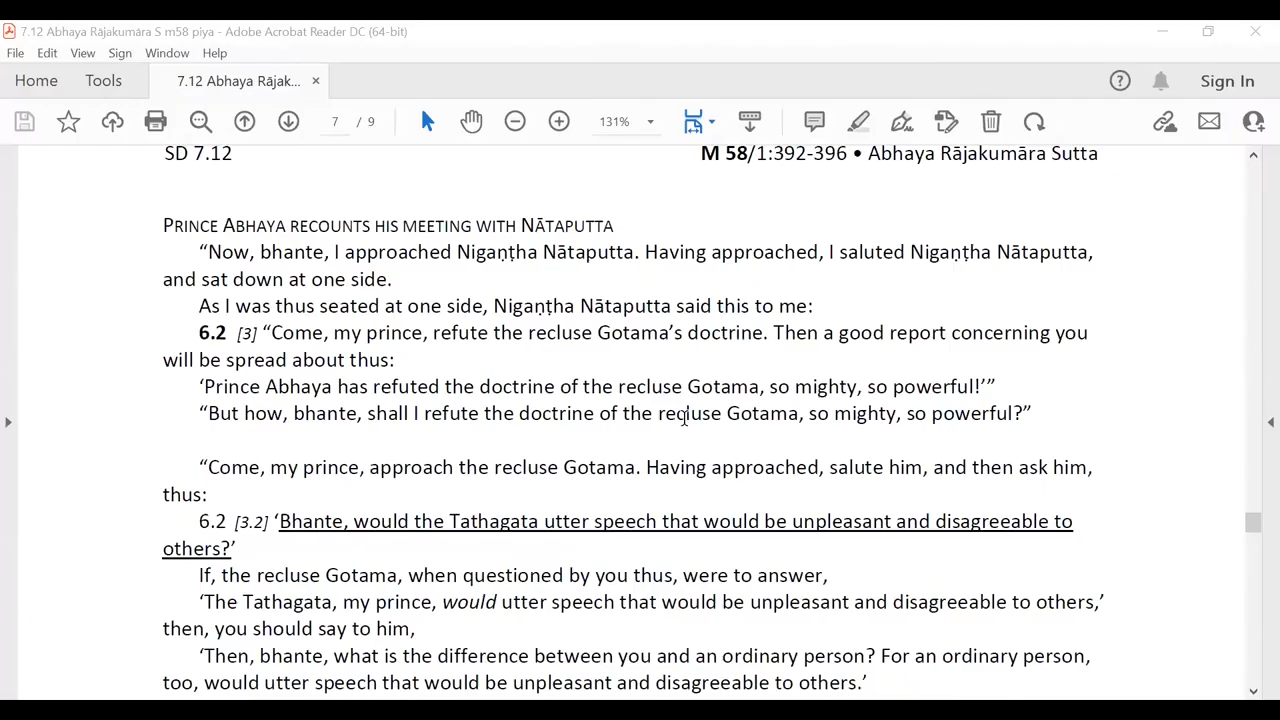 7.12 Abhaya Rājakumāra S m58 piya - Adobe Acrobat Reader DC (64-bit)
File Edit View Sign Window Help
Home Tools 7.12 Abhaya Rājak... × Sign In
7 / 9 131%
SD 7.12 M 58/1:392-396 • Abhaya Rājakumāra Sutta
PRINCE ABHAYA RECOUNTS HIS MEETING WITH NĀTAPUTTA
“Now, bhante, I approached Nigaṇṭha Nātaputta. Having approached, I saluted Nigaṇṭha Nātaputta,
and sat down at one side.
As I was thus seated at one side, Nigaṇṭha Nātaputta said this to me:
6.2 [3] “Come, my prince, refute the recluse Gotama’s doctrine. Then a good report concerning you
will be spread about thus:
‘Prince Abhaya has refuted the doctrine of the recluse Gotama, so mighty, so powerful!’”
“But how, bhante, shall I refute the doctrine of the recluse Gotama, so mighty, so powerful?”
“Come, my prince, approach the recluse Gotama. Having approached, salute him, and then ask him,
thus:
6.2 [3.2] ‘Bhante, would the Tathagata utter speech that would be unpleasant and disagreeable to
others?’
If, the recluse Gotama, when questioned by you thus, were to answer,
‘The Tathagata, my prince, would utter speech that would be unpleasant and disagreeable to others,’
then, you should say to him,
‘Then, bhante, what is the difference between you and an ordinary person? For an ordinary person,
too, would utter speech that would be unpleasant and disagreeable to others.’